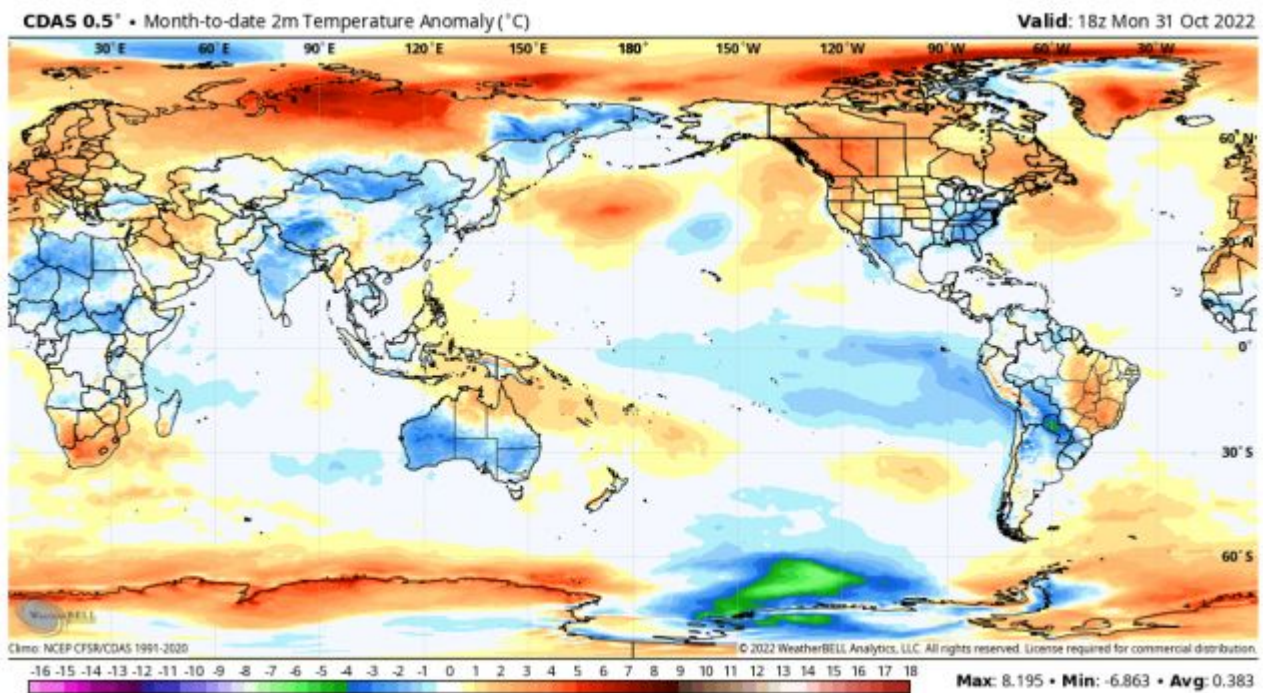 CDAS 0.5° • Month-to-date 2m Temperature Anomaly (°C) Valid: 18z Mon 31 Oct 2022
30°E 60°E 90°E 120°E 150°E 180° 150°W 120°W 90°W 60°W 30°W
60°N
30°N
0°
30°S
60°S
WeatherBELL
Climo: NCEP CFSR/CDAS 1991-2020 © 2022 WeatherBELL Analytics, LLC. All rights reserved. License required for commercial distribution.
-16 -15 -14 -13 -12 -11 -10 -9 -8 -7 -6 -5 -4 -3 -2 -1 0 1 2 3 4 5 6 7 8 9 10 11 12 13 14 15 16 17 18
Max: 8.195 • Min: -6.863 • Avg: 0.383